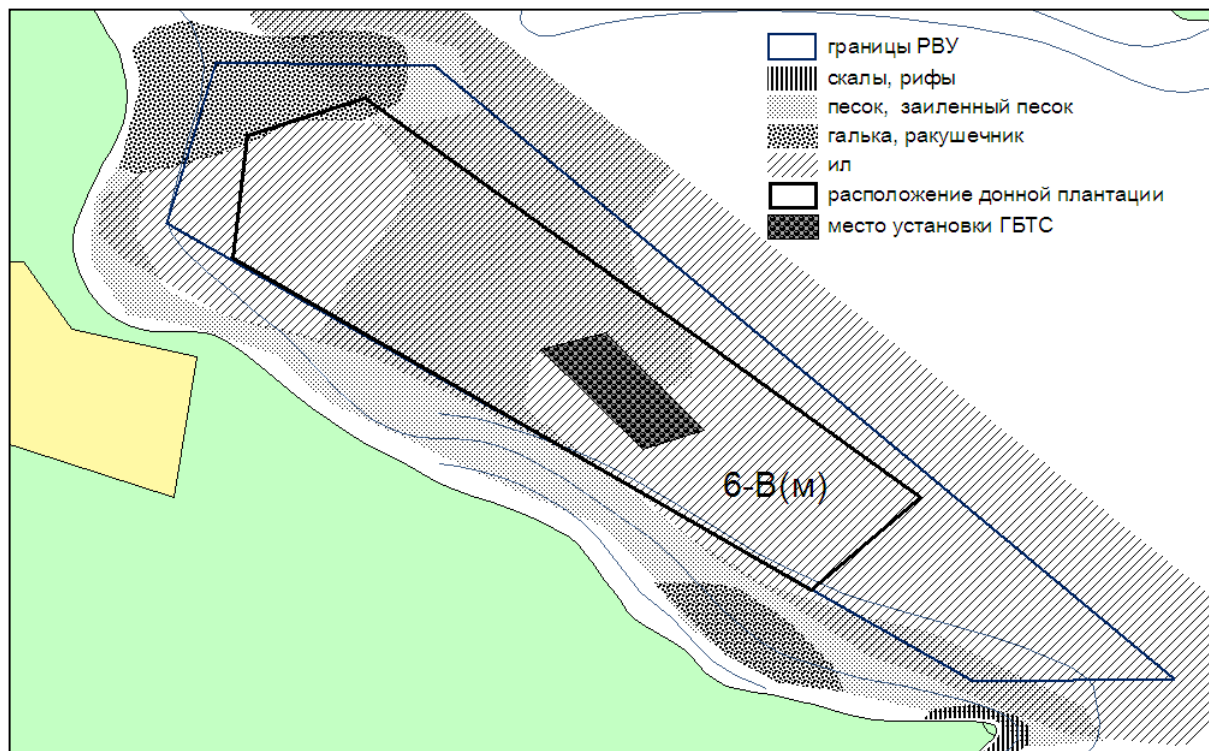 границы РВУ
скалы, рифы
песок, заиленный песок
галька, ракушечник
ил
расположение донной плантации
место установки ГБТС
6-В(м)